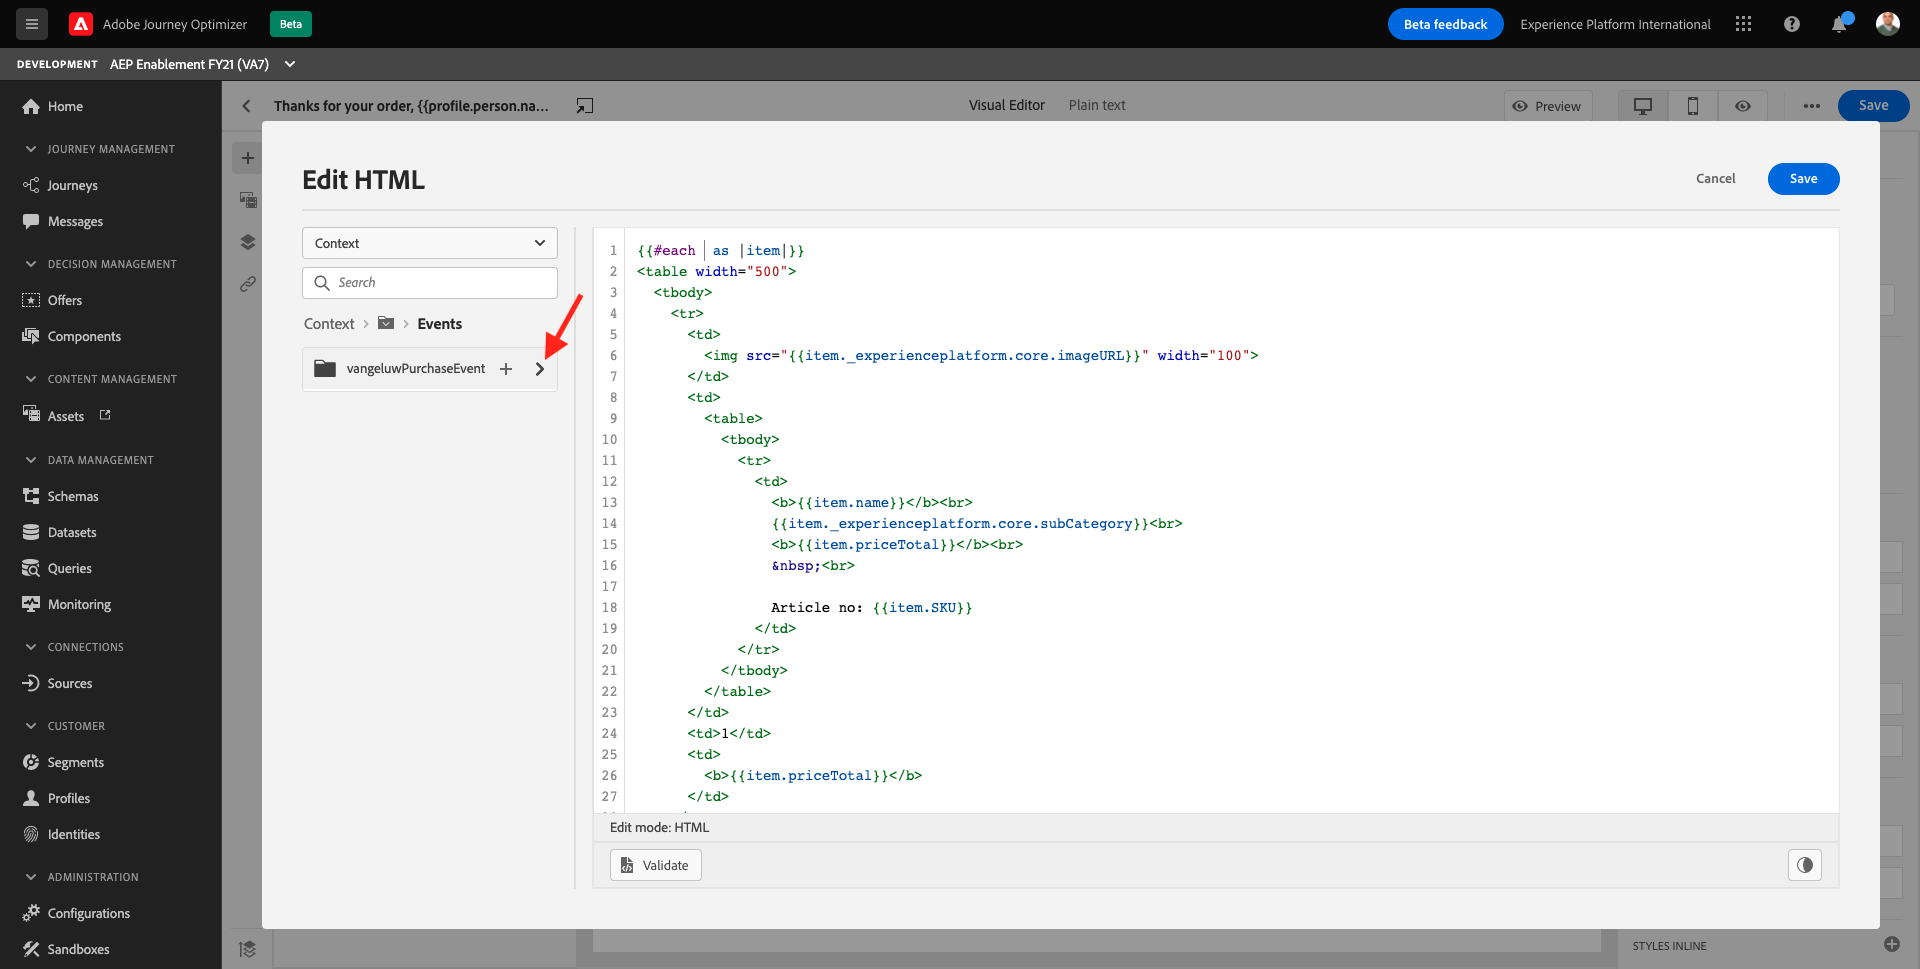 Adobe Journey Optimizer Beta Beta feedback Experience Platform International
DEVELOPMENT AEP Enablement FY21 (VA7)
Home
JOURNEY MANAGEMENT
Journeys
Messages
DECISION MANAGEMENT
Offers
Components
CONTENT MANAGEMENT
Assets
DATA MANAGEMENT
Schemas
Datasets
Queries
Monitoring
CONNECTIONS
Sources
CUSTOMER
Segments
Profiles
Identities
ADMINISTRATION
Configurations
Sandboxes
Thanks for your order, {{profile.person.na... Visual Editor Plain text Preview Save
Edit HTML Cancel Save
Context
Search
Context > > Events
vangeluwPurchaseEvent
1 {{#each as |item|}}
2 <table width="500">
3 <tbody>
4 <tr>
5 <td>
6 <img src="{{item._experienceplatform.core.imageURL}}" width="100">
7 </td>
8 <td>
9 <table>
10 <tbody>
11 <tr>
12 <td>
13 <b>{{item.name}}</b><br>
14 {{item._experienceplatform.core.subCategory}}<br>
15 <b>{{item.priceTotal}}</b><br>
16 &nbsp;<br>
17
18 Article no: {{item.SKU}}
19 </td>
20 </tr>
21 </tbody>
22 </table>
23 </td>
24 <td>1</td>
25 <td>
26 <b>{{item.priceTotal}}</b>
27 </td>
Edit mode: HTML
Validate
STYLES INLINE